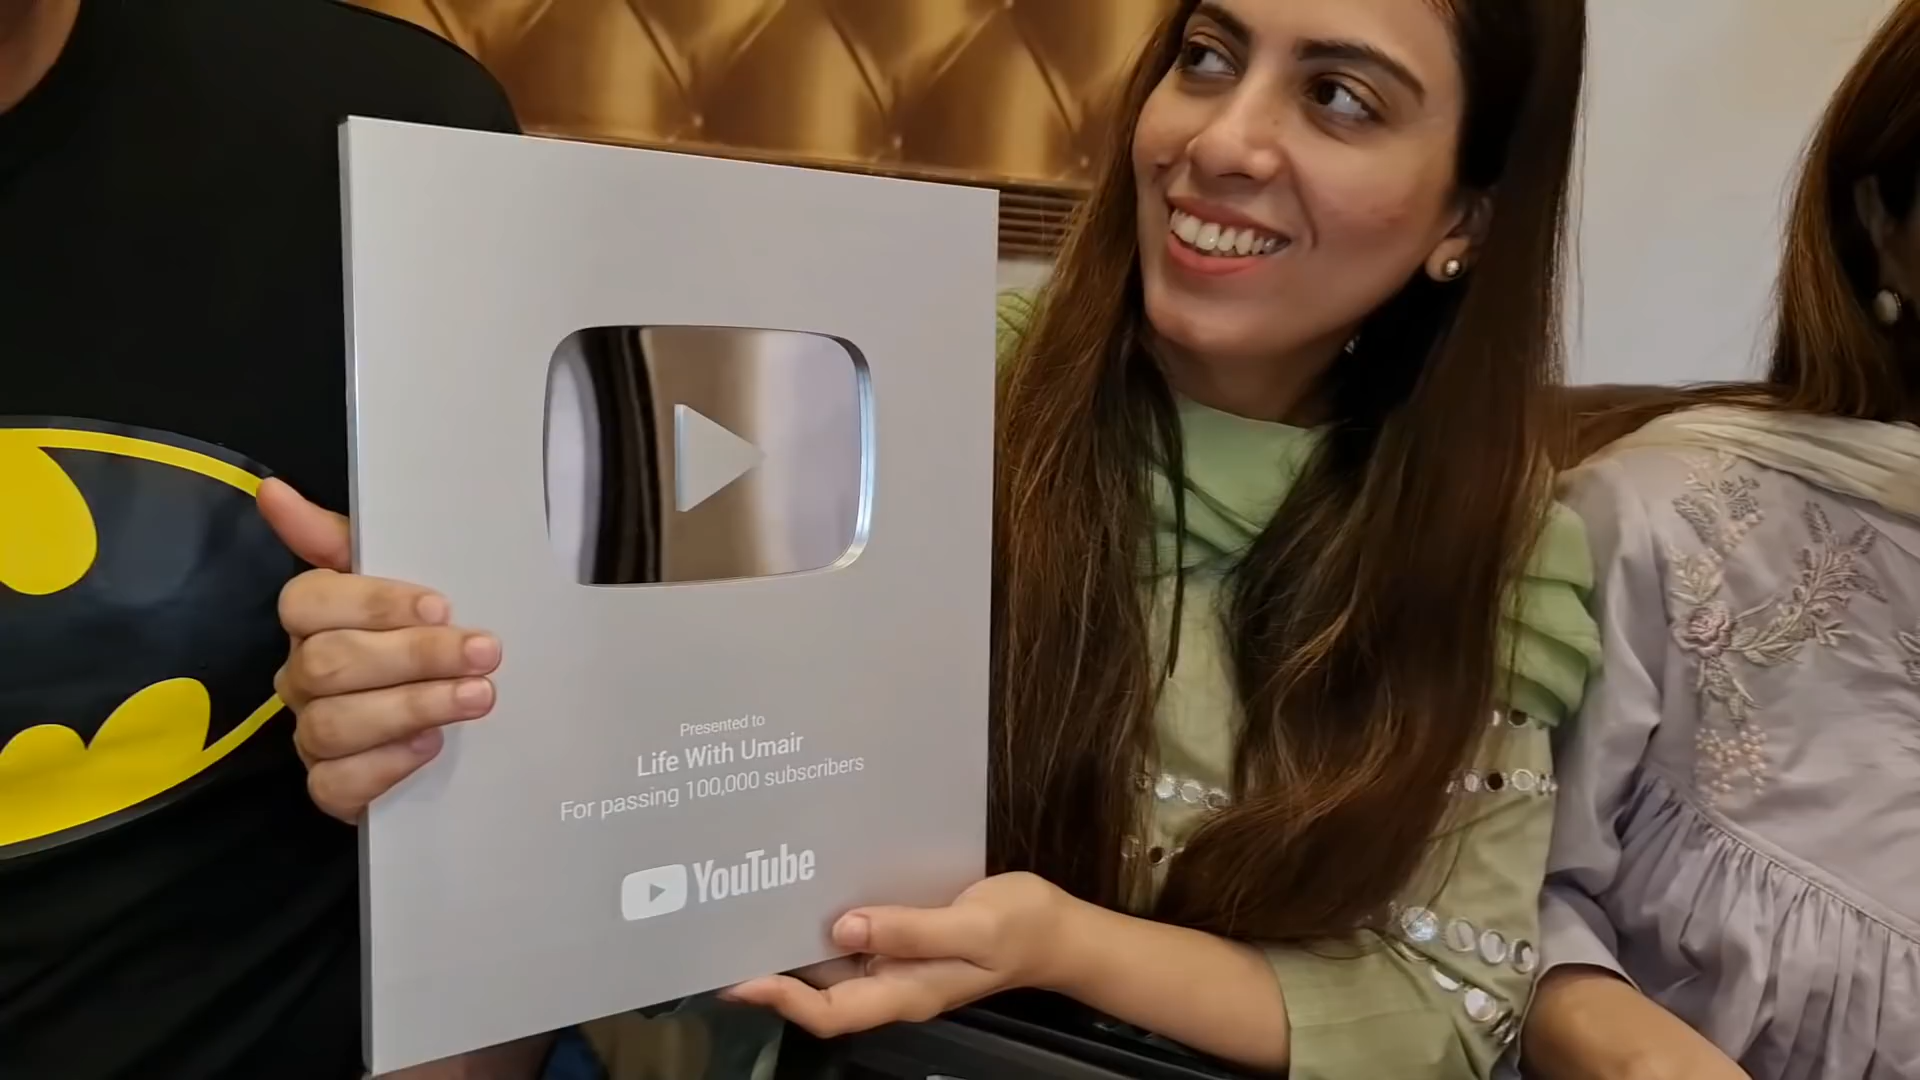 Presented to
Life With Umair
For passing 100,000 subscribers
YouTube